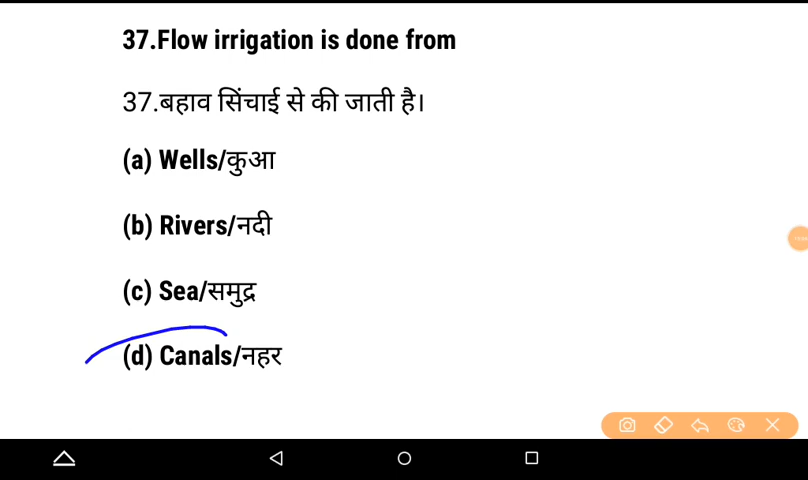 37.Flow irrigation is done from
37.बहाव सिंचाई से की जाती है।
(a) Wells/कुआ
(b) Rivers/नदी
(c) Sea/समुद्र
(d) Canals/नहर